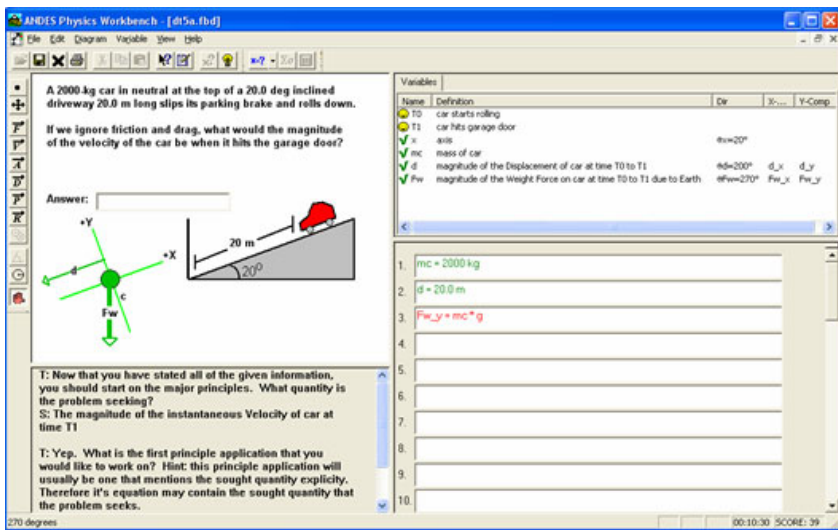 ANDES Physics Workbench - [dt5a.fbd]
File Edit Diagram Variable View Help
A 2000-kg car in neutral at the top of a 20.0 deg inclined
driveway 20.0 m long slips its parking brake and rolls down.
If we ignore friction and drag, what would the magnitude
of the velocity of the car be when it hits the garage door?
Answer:
+Y
+X
d
c
Fw
20 m
20⁰
T: Now that you have stated all of the given information,
you should start on the major principles. What quantity is
the problem seeking?
S: The magnitude of the instantaneous Velocity of car at
time T1
T: Yep. What is the first principle application that you
would like to work on? Hint: this principle application will
usually be one that mentions the sought quantity explicity.
Therefore it's equation may contain the sought quantity that
the problem seeks.
Variables
Name Definition Dir X-... Y-Comp
T0 car starts rolling
T1 car hits garage door
x axis θx=20°
mc mass of car
d magnitude of the Displacement of car at time T0 to T1 θd=200° d_x d_y
Fw magnitude of the Weight Force on car at time T0 to T1 due to Earth θFw=270° Fw_x Fw_y
1. mc = 2000 kg
2. d = 20.0 m
3. Fw_y = mc * g
4.
5.
6.
7.
8.
9.
10.
270 degrees
00:10:30 SCORE: 39